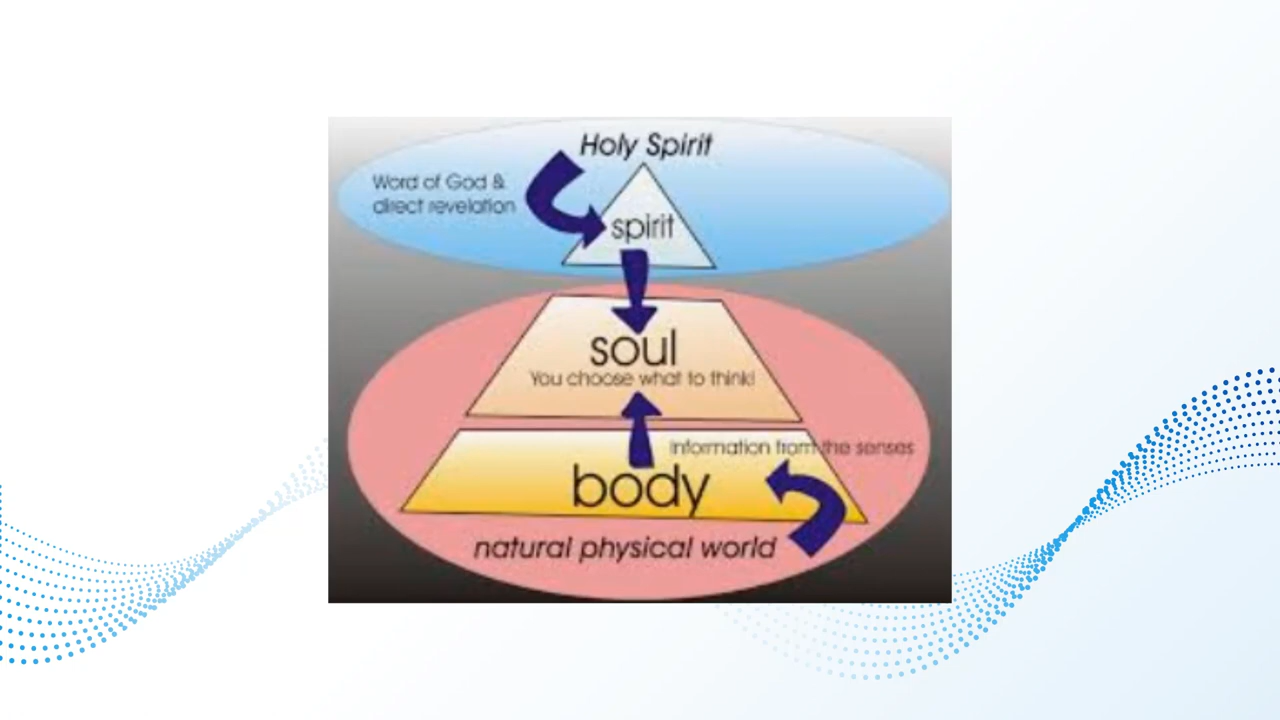 Holy Spirit
Word of God &
direct revelation
spirit
soul
You choose what to think!
Information from the senses
body
natural physical world